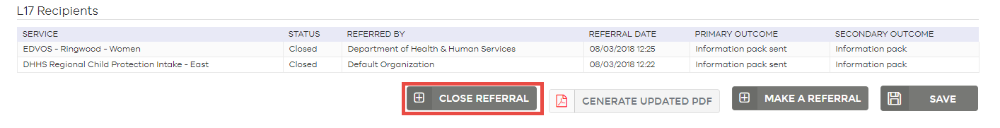 L17 Recipients
SERVICE STATUS REFERRED BY REFERRAL DATE PRIMARY OUTCOME SECONDARY OUTCOME
EDVOS - Ringwood - Women Closed Department of Health & Human Services 08/03/2018 12:25 Information pack sent Information pack
DHHS Regional Child Protection Intake - East Closed Default Organization 08/03/2018 12:22 Information pack sent Information pack
CLOSE REFERRAL GENERATE UPDATED PDF MAKE A REFERRAL SAVE